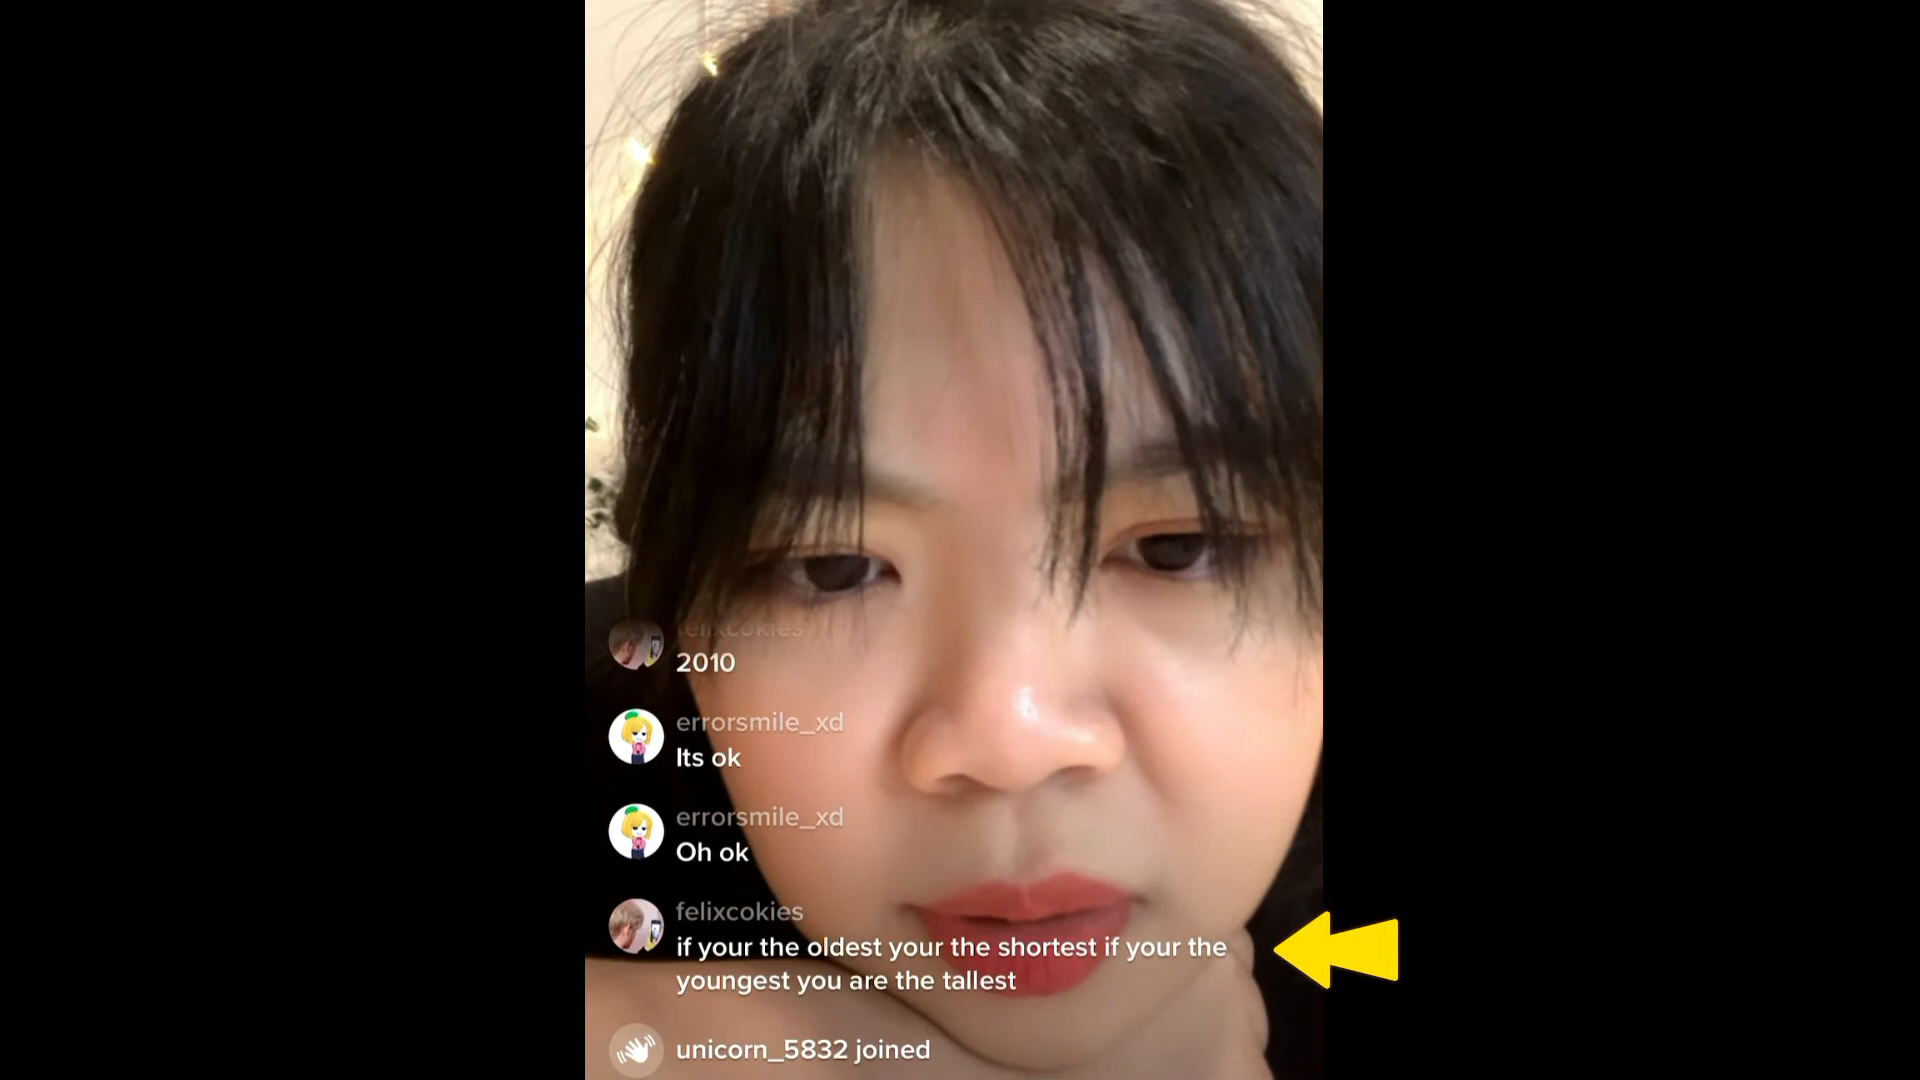 felixcokies
2010
errorsmile_xd
Its ok
errorsmile_xd
Oh ok
felixcokies
if your the oldest your the shortest if your the
youngest you are the tallest
unicorn_5832 joined